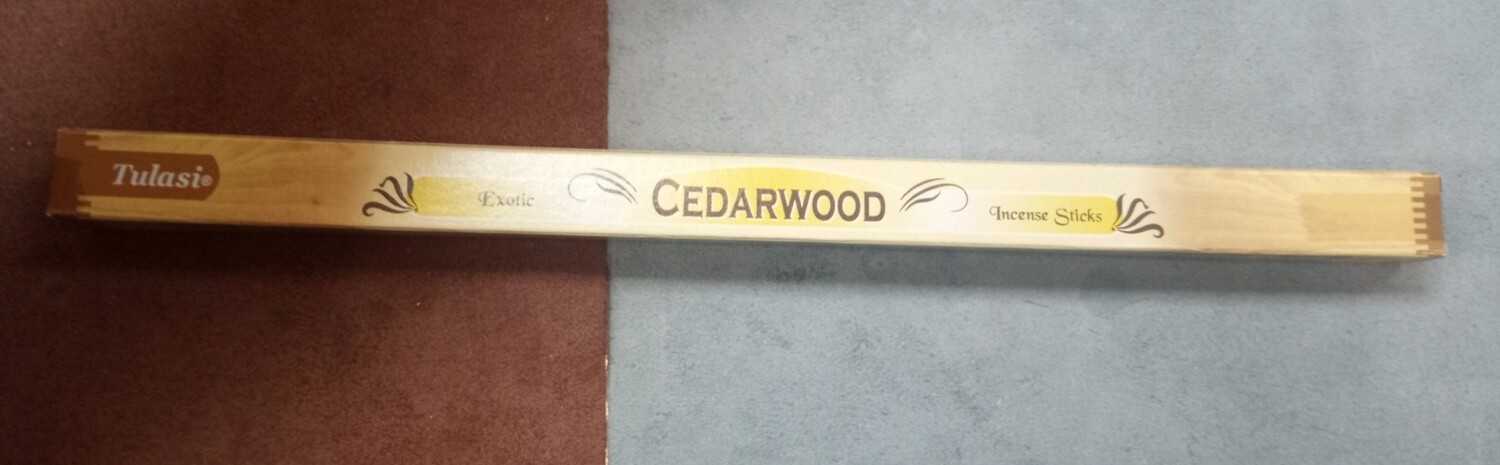 Tulasi®
Exotic
CEDARWOOD
Incense Sticks